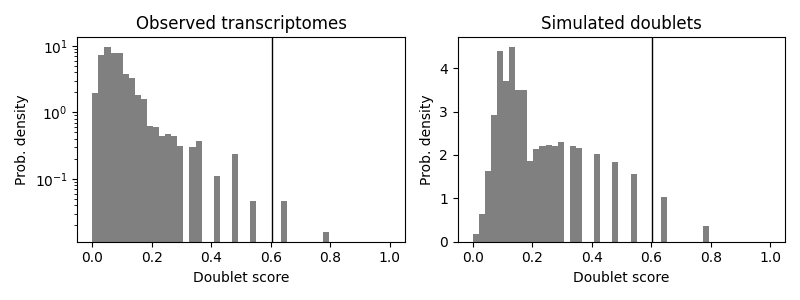 Observed transcriptomes
Prob. density
10¹
10⁰
10⁻¹
0.0 0.2 0.4 0.6 0.8 1.0
Doublet score
Simulated doublets
Prob. density
4
3
2
1
0
0.0 0.2 0.4 0.6 0.8 1.0
Doublet score